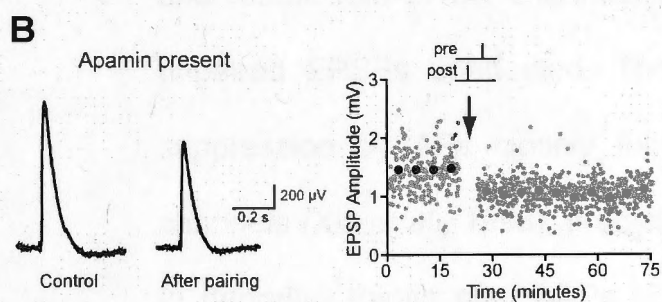 B
Apamin present
200 µV
0.2 s
Control
After pairing
pre
post
EPSP Amplitude (mV)
3
2
1
0
0
15
30
45
60
75
Time (minutes)